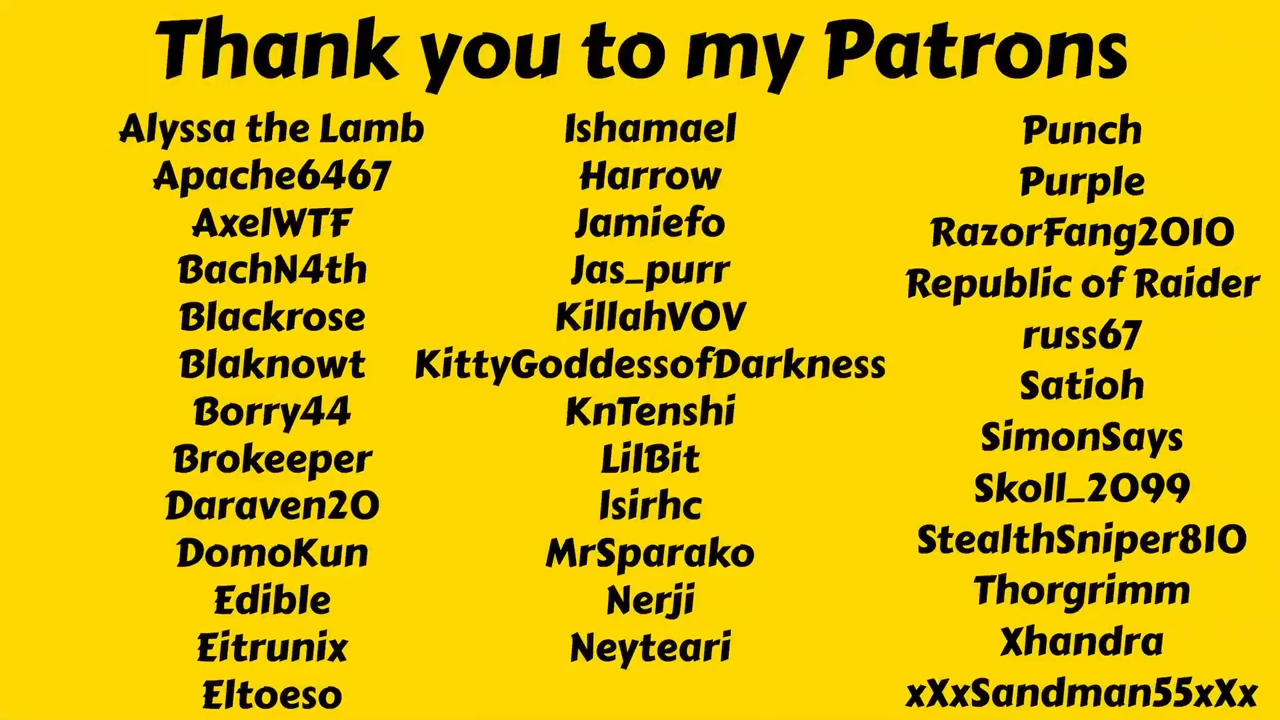 Thank you to my Patrons
Alyssa the Lamb
Apache6467
AxelWTF
BachN4th
Blackrose
Blaknowt
Borry44
Brokeeper
Daraven20
DomoKun
Edible
Eitrunix
Eltoeso
Ishamael
Harrow
Jamiefo
Jas_purr
KillahVOV
KittyGoddessofDarkness
KnTenshi
LilBit
lsirhc
MrSparako
Nerji
Neyteari
Punch
Purple
RazorFang2010
Republic of Raider
russ67
Satioh
SimonSays
Skoll_2099
StealthSniper810
Thorgrimm
Xhandra
xXxSandman55xXx